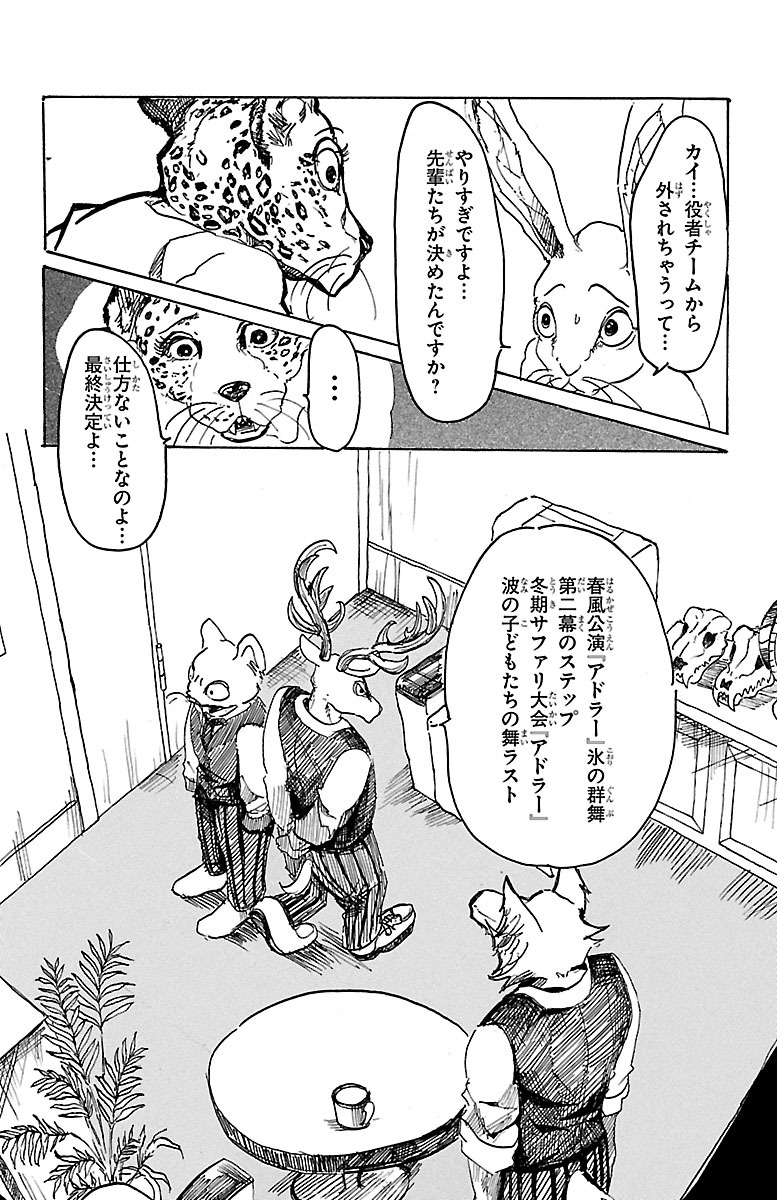 カイ…役者チームから
外されちゃうって…
やりすぎですよ…
先輩たちが決めたんですか?
…
仕方ないことなのよ…
最終決定よ…
春風公演『アドラー』氷の群舞
第二幕のステップ
冬期サファリ大会『アドラー』
波の子どもたちの舞ラスト